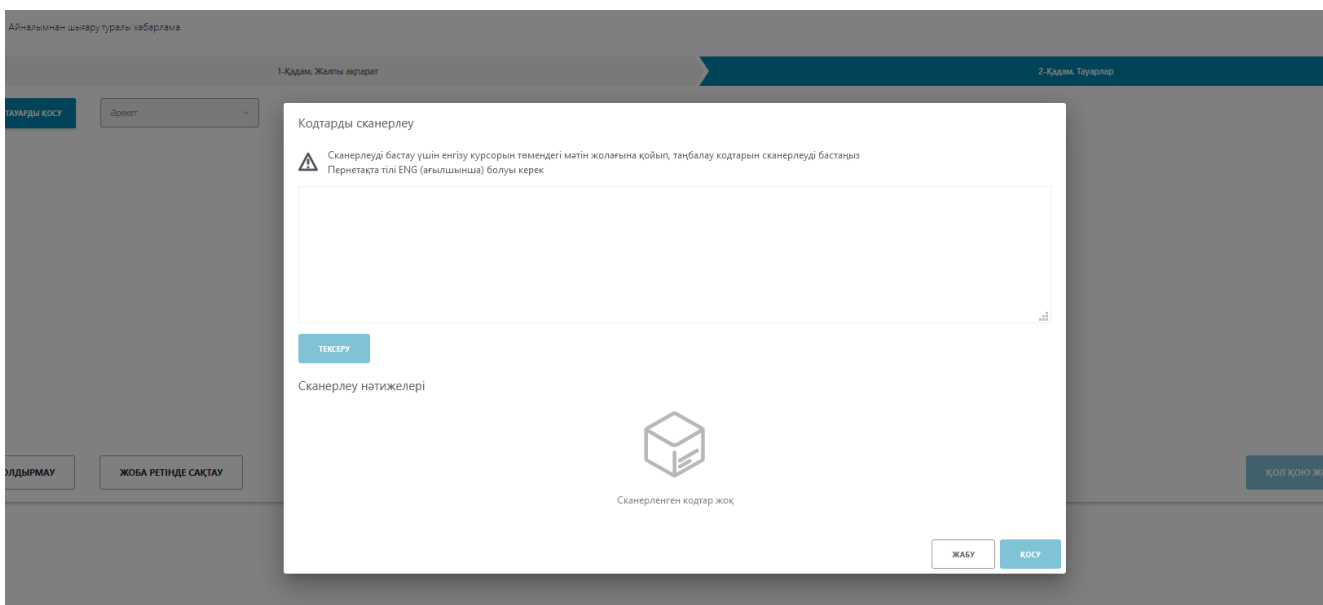 Айналымнан шығару туралы хабарлама
1-Қадам. Жалпы ақпарат
2-Қадам. Тауарлар
ТАУАРДЫ ҚОСУ
Әрекет
Кодтарды сканерлеу
Сканерлеуді бастау үшін енгізу курсорын төмендегі мәтін жолағына қойып, таңбалау кодтарын сканерлеуді бастаңыз
Пернетақта тілі ENG (ағылшынша) болуы керек
ТЕКСЕРУ
Сканерлеу нәтижелері
Сканерленген кодтар жоқ
ОЛДЫРМАУ
ЖОБА РЕТІНДЕ САҚТАУ
ҚОЛ ҚОЮ Ж
ЖАБУ
ҚОСУ